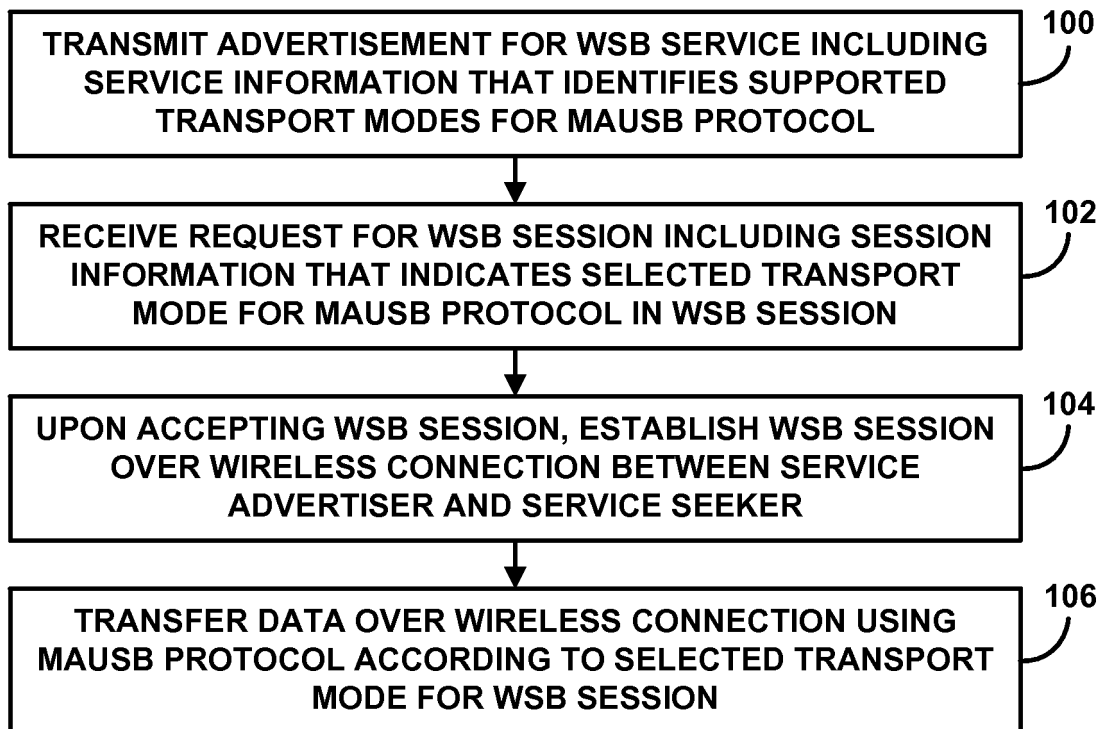 TRANSMIT ADVERTISEMENT FOR WSB SERVICE INCLUDING
SERVICE INFORMATION THAT IDENTIFIES SUPPORTED
TRANSPORT MODES FOR MAUSB PROTOCOL
100
RECEIVE REQUEST FOR WSB SESSION INCLUDING SESSION
INFORMATION THAT INDICATES SELECTED TRANSPORT
MODE FOR MAUSB PROTOCOL IN WSB SESSION
102
UPON ACCEPTING WSB SESSION, ESTABLISH WSB SESSION
OVER WIRELESS CONNECTION BETWEEN SERVICE
ADVERTISER AND SERVICE SEEKER
104
TRANSFER DATA OVER WIRELESS CONNECTION USING
MAUSB PROTOCOL ACCORDING TO SELECTED TRANSPORT
MODE FOR WSB SESSION
106